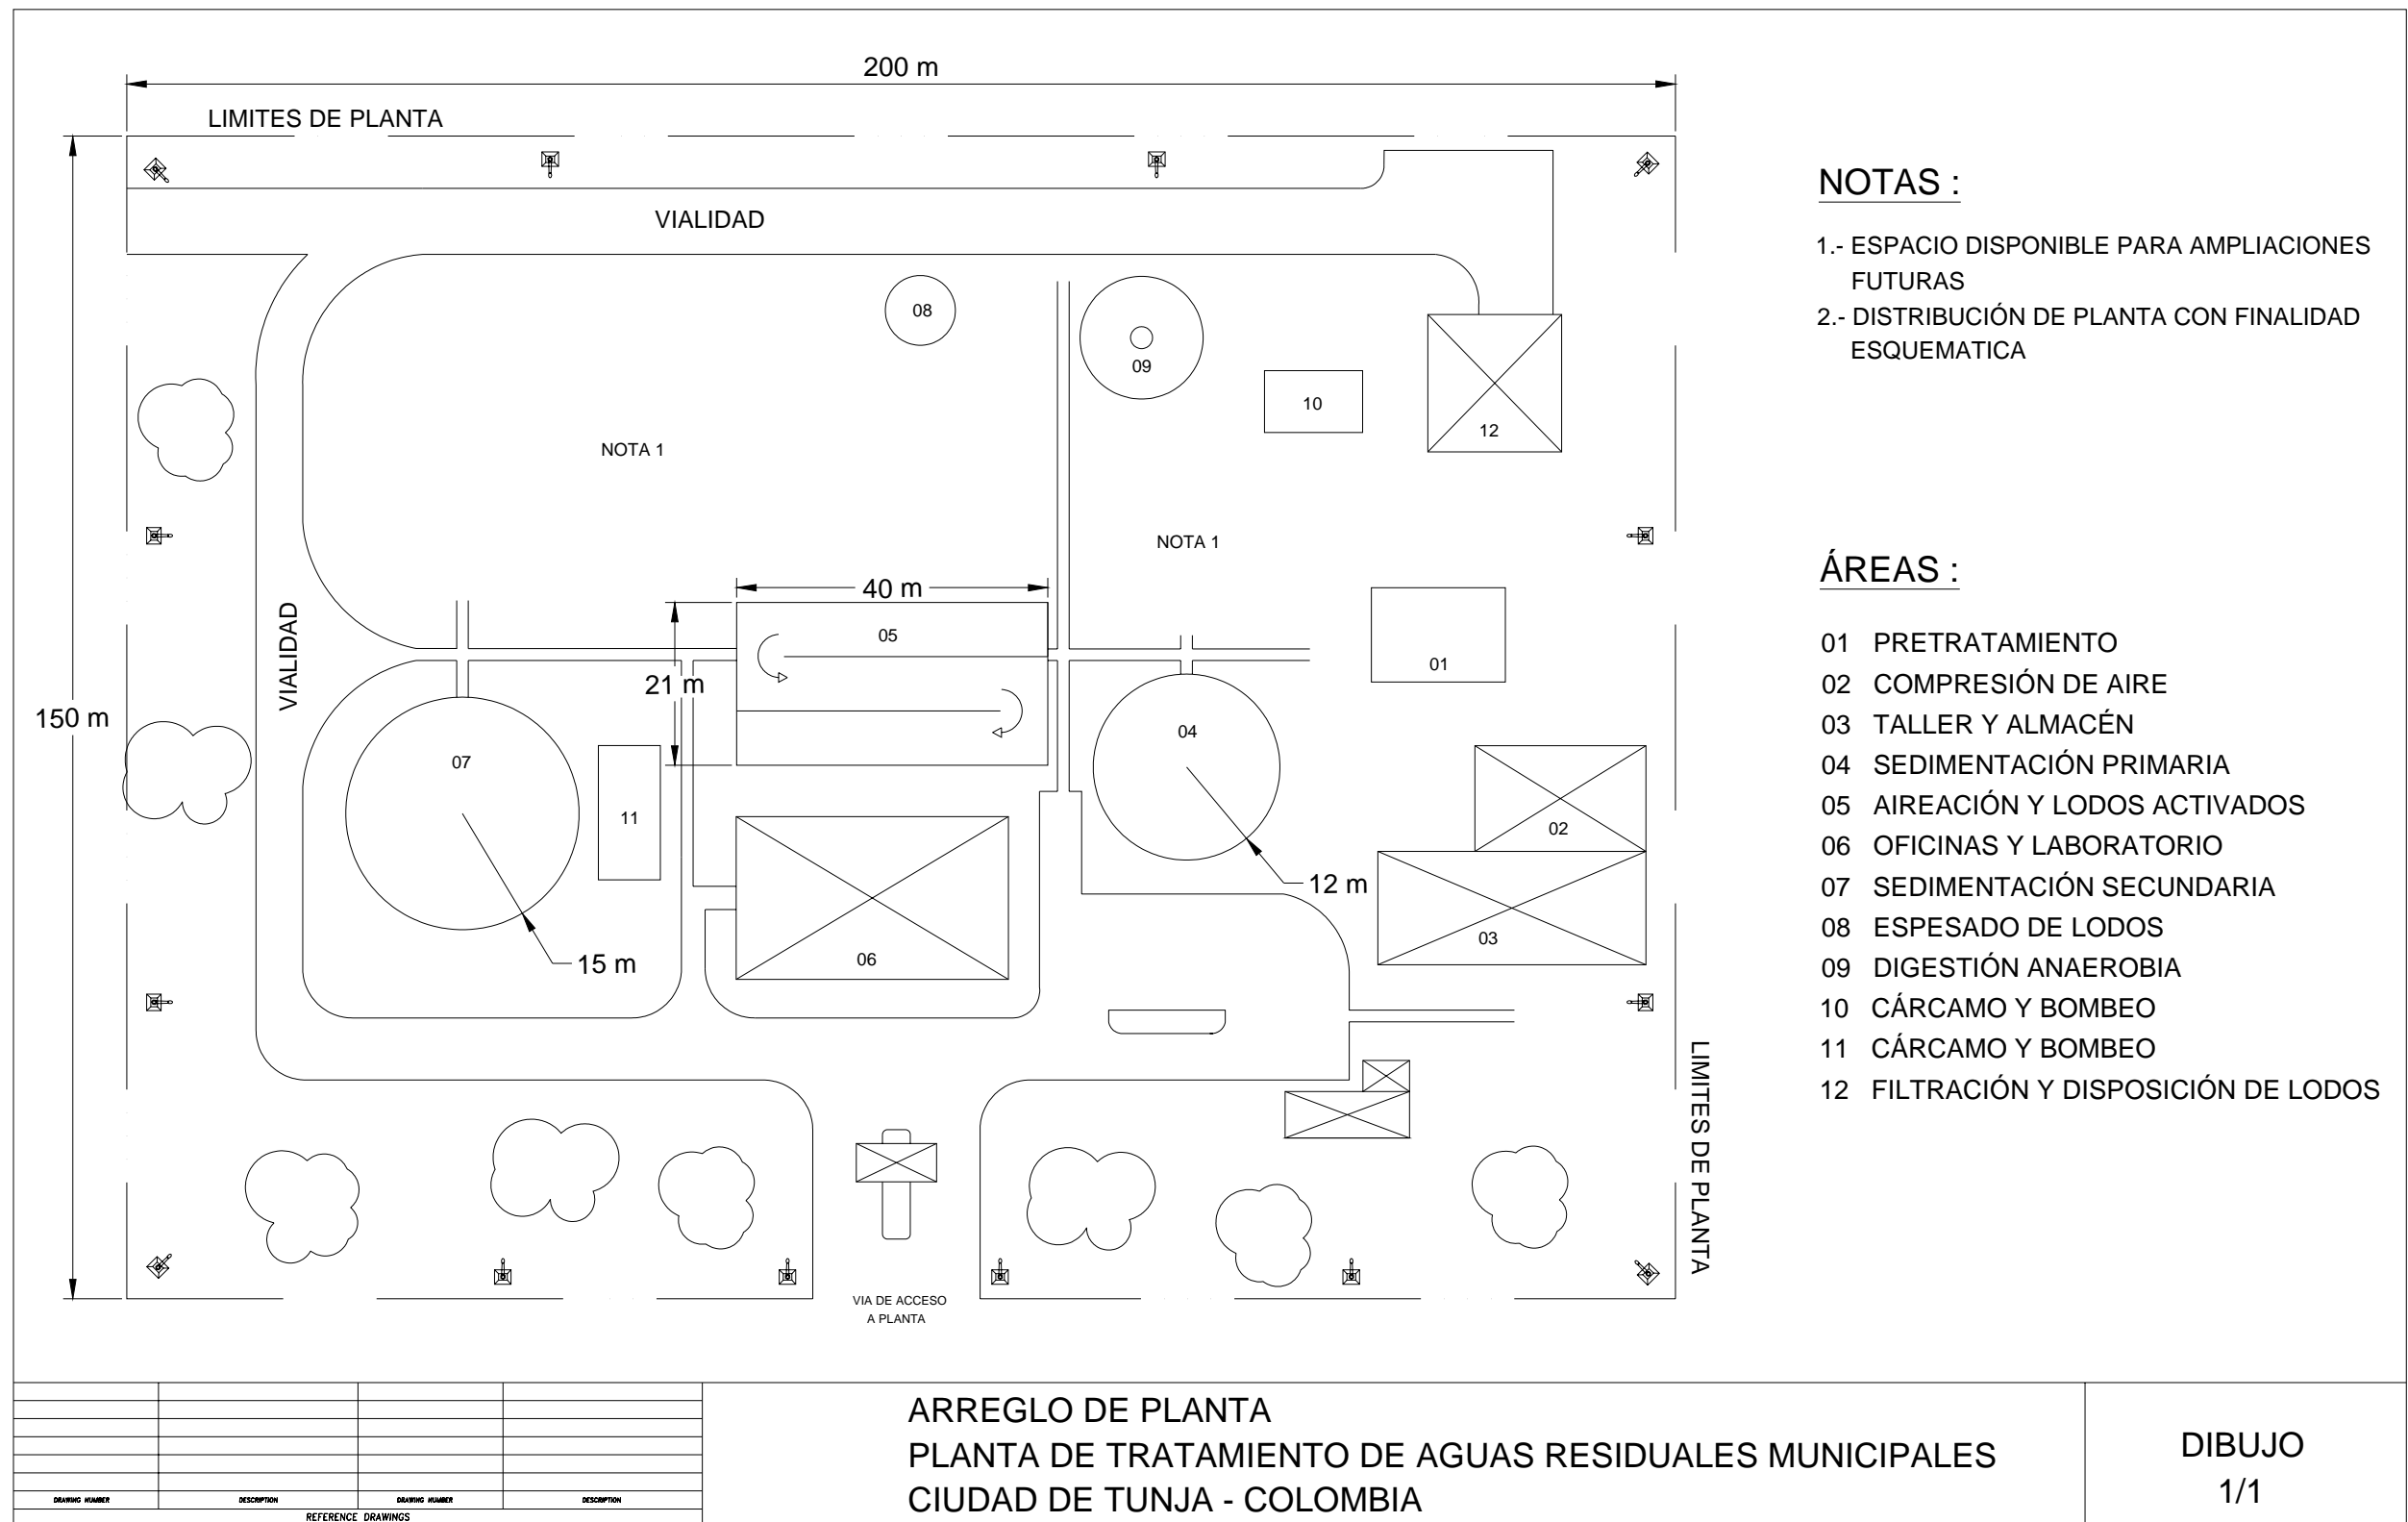 200 m
LIMITES DE PLANTA
VIALIDAD
08
09
10
12
NOTA 1
NOTA 1
40 m
05
01
VIALIDAD
21 m
150 m
07
04
11
02
12 m
03
06
15 m
LIMITES DE PLANTA
VIA DE ACCESO
A PLANTA
NOTAS :
1.- ESPACIO DISPONIBLE PARA AMPLIACIONES
FUTURAS
2.- DISTRIBUCIÓN DE PLANTA CON FINALIDAD
ESQUEMATICA
ÁREAS :
01 PRETRATAMIENTO
02 COMPRESIÓN DE AIRE
03 TALLER Y ALMACÉN
04 SEDIMENTACIÓN PRIMARIA
05 AIREACIÓN Y LODOS ACTIVADOS
06 OFICINAS Y LABORATORIO
07 SEDIMENTACIÓN SECUNDARIA
08 ESPESADO DE LODOS
09 DIGESTIÓN ANAEROBIA
10 CÁRCAMO Y BOMBEO
11 CÁRCAMO Y BOMBEO
12 FILTRACIÓN Y DISPOSICIÓN DE LODOS
DRAWING NUMBER DESCRIPTION DRAWING NUMBER DESCRIPTION
REFERENCE DRAWINGS
ARREGLO DE PLANTA
PLANTA DE TRATAMIENTO DE AGUAS RESIDUALES MUNICIPALES
CIUDAD DE TUNJA - COLOMBIA
DIBUJO
1/1